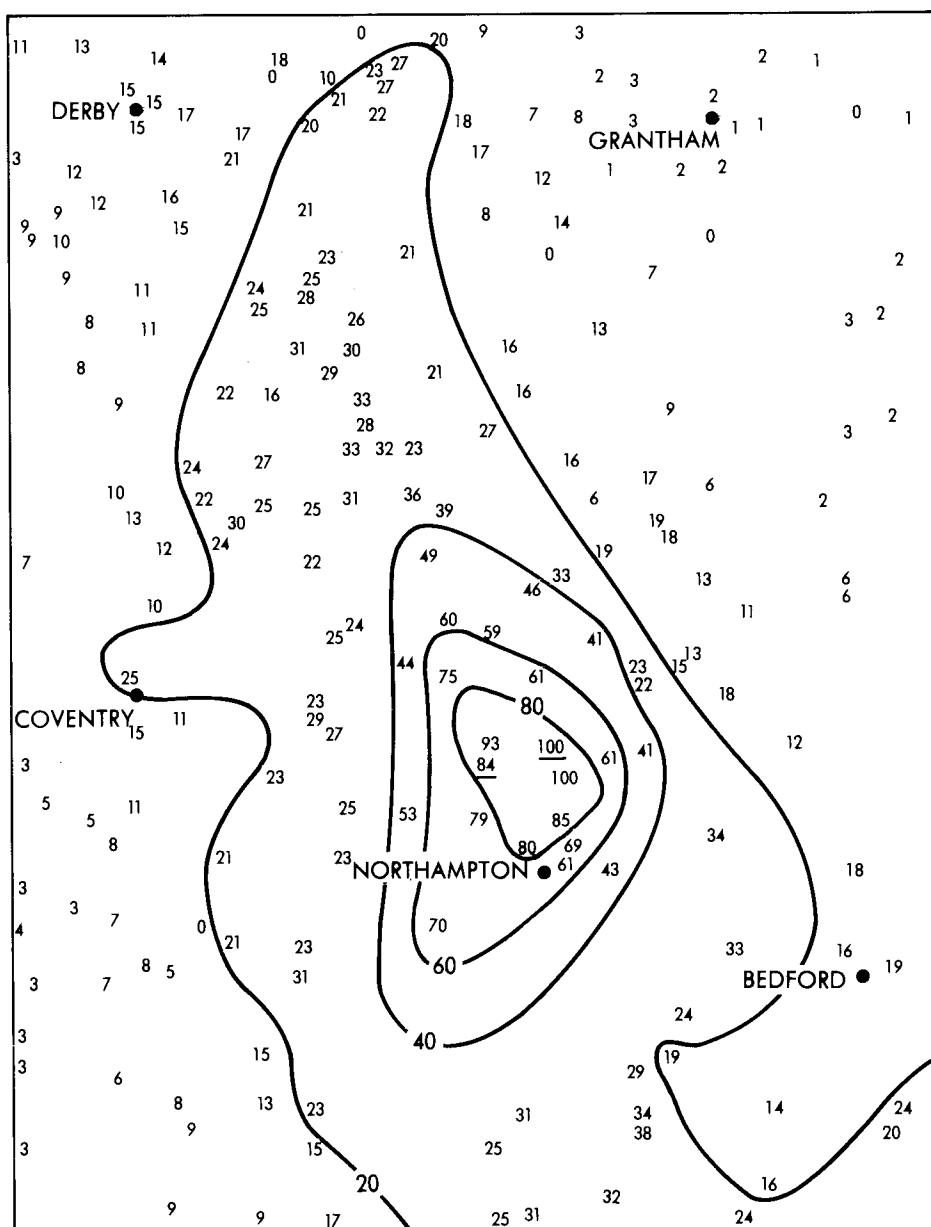 0 9 3
11 13 20 2 1
14 18 23 27
0 10 27 2 3
15 15 21 2
DERBY 17 22 7 8 0 1
15 20 18 3 1 1
17 GRANTHAM
3 21 17
12 1 2 2
12 16 12
9 21 8
9 15 14
9 10 0
23 21 0 2
9 25 7
11 24 28
25 26 3 2
8 11 13
31 30 16
8 29 21
22 16 33 16
9 9 2
28 27 3
33 32 23
24 27 16
17 6
10 22 31 36 6 2
25 25 39
13 30 19
12 24 18
7 22 49 19
33 13 6
46 6
10 11
24 60 59
25 41
44 13
25 75 61 23 15
22 18
23 80
COVENTRY 11 29
15 27 93 100 41 12
3 84 61
23 100
5 11 25 53
5 79 85
8 34
21 23 80 69
NORTHAMPTON 61 43 18
3
3 7 0 70
4 21 23 33 16
8 5 31 60 19
3 7 BEDFORD
24
3 40
15 19
3 6 29
8 13 23 31 34 14 24
9 38 20
3 15 25
20 16
32
9 9 17 25 31 24